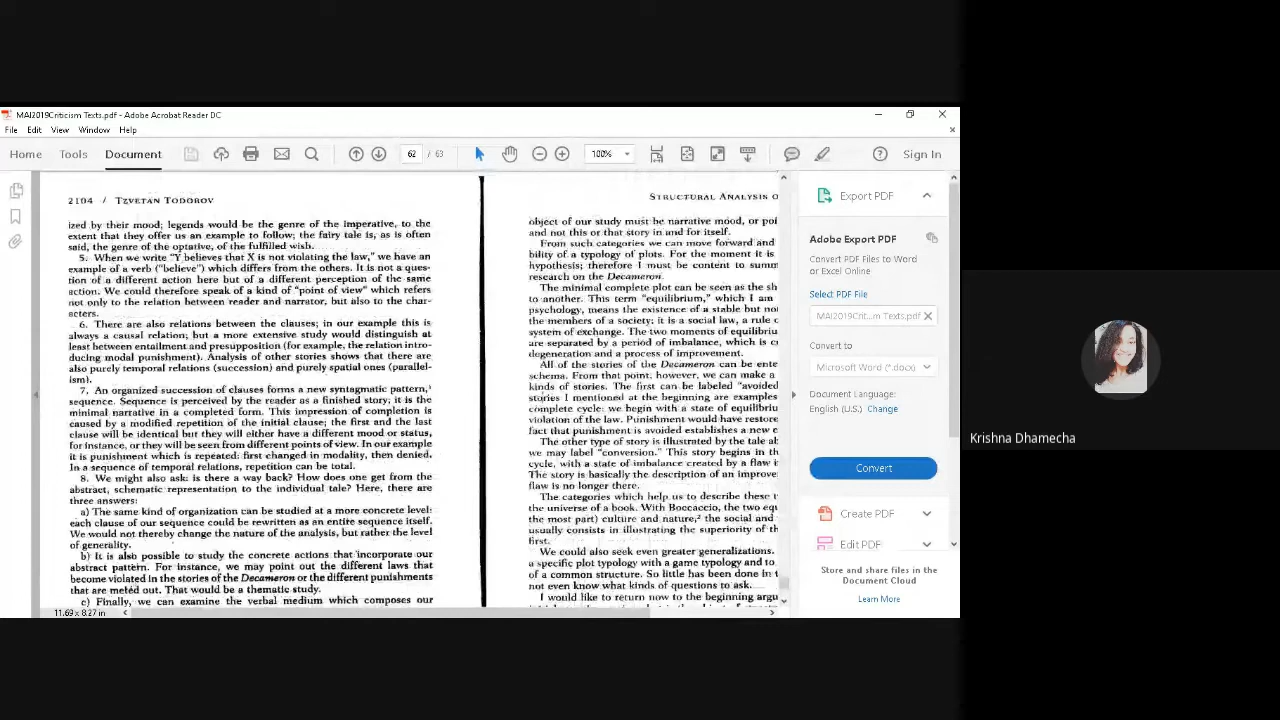 MAI2019Criticism Texts.pdf - Adobe Acrobat Reader DC
File Edit View Window Help
Home Tools Document 62 / 63 100% Sign In
2104 / TZVETAN TODOROV
ized by their mood; legends would be the genre of the imperative, to the
extent that they offer us an example to follow; the fairy tale is, as is often
said, the genre of the optative, of the fulfilled wish.
5. When we write "Y believes that X is not violating the law," we have an
example of a verb ("believe") which differs from the others. It is not a ques-
tion of a different action here but of a different perception of the same
action. We could therefore speak of a kind of "point of view" which refers
not only to the relation between reader and narrator, but also to the char-
acters.
6. There are also relations between the clauses; in our example this is
always a causal relation; but a more extensive study would distinguish at
least between entailment and presupposition (for example, the relation intro-
ducing modal punishment). Analysis of other stories shows that there are
also purely temporal relations (succession) and purely spatial ones (parallel-
ism).
7. An organized succession of clauses forms a new syntagmatic pattern,¹
sequence. Sequence is perceived by the reader as a finished story; it is the
minimal narrative in a completed form. This impression of completion is
caused by a modified repetition of the initial clause; the first and the last
clause will be identical but they will either have a different mood or status,
for instance, or they will be seen from different points of view. In our example
it is punishment which is repeated: first changed in modality, then denied.
In a sequence of temporal relations, repetition can be total.
8. We might also ask: is there a way back? How does one get from the
abstract, schematic representation to the individual tale? Here, there are
three answers:
a) The same kind of organization can be studied at a more concrete level:
each clause of our sequence could be rewritten as an entire sequence itself.
We would not thereby change the nature of the analysis, but rather the level
of generality.
b) It is also possible to study the concrete actions that incorporate our
abstract pattern. For instance, we may point out the different laws that
become violated in the stories of the Decameron or the different punishments
that are meted out. That would be a thematic study.
c) Finally, we can examine the verbal medium which composes our
11.69 x 8.27 in
STRUCTURAL ANALYSIS O
object of our study must be narrative mood, or poi
and not this or that story in and for itself.
From such categories we can move forward and
bility of a typology of plots. For the moment it is
hypothesis; therefore I must be content to summ
research on the Decameron.
The minimal complete plot can be seen as the sh
to another. This term "equilibrium," which I am
psychology, means the existence of a stable but no
the members of a society; it is a social law, a rule o
system of exchange. The two moments of equilibriu
are separated by a period of imbalance, which is c
degeneration and a process of improvement.
All of the stories of the Decameron can be ente
schema. From that point; however, we can make a
kinds of stories. The first can be labeled "avoided
stories I mentioned at the beginning are examples
complete cycle: we begin with a state of equilibriu
violation of the law. Punishment would have restore
fact that punishment is avoided establishes a new e
The other type of story is illustrated by the tale ab
we may label "conversion." This story begins in th
cycle, with a state of imbalance created by a flaw i
The story is basically the description of an improve
flaw is no longer there.
The categories which help us to describe these t
the universe of a book. With Boccaccio, the two equ
the most part) culture and nature,² the social and
usually consists in illustrating the superiority of th
first.
We could also seek even greater generalizations.
a specific plot typology with a game typology and to
of a common structure. So little has been done in t
not even know what kinds of questions to ask.
I would like to return now to the beginning argu
Export PDF
Adobe Export PDF
Convert PDF Files to Word
or Excel Online
Select PDF File
MAI2019Crit...m Texts.pdf
Convert to
Microsoft Word (*.docx)
Document Language:
English (U.S.) Change
Convert
Create PDF
Edit PDF
Store and share files in the
Document Cloud
Learn More
Krishna Dhamecha